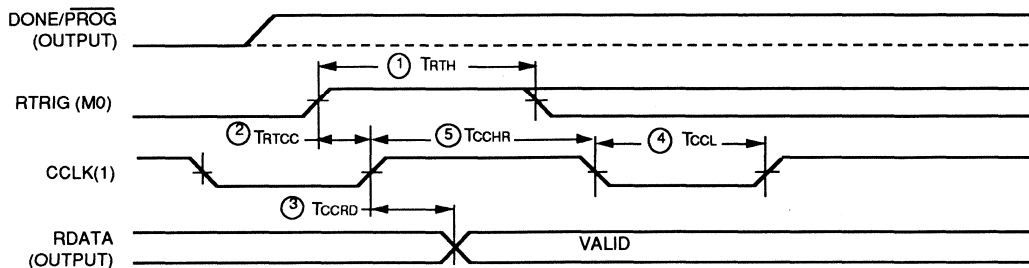 DONE/PROG
(OUTPUT)
① TRTH
RTRIG (M0)
② TRTCC
⑤ TCCHR
④ TCCL
CCLK(1)
③ TCCRD
RDATA
(OUTPUT)
VALID